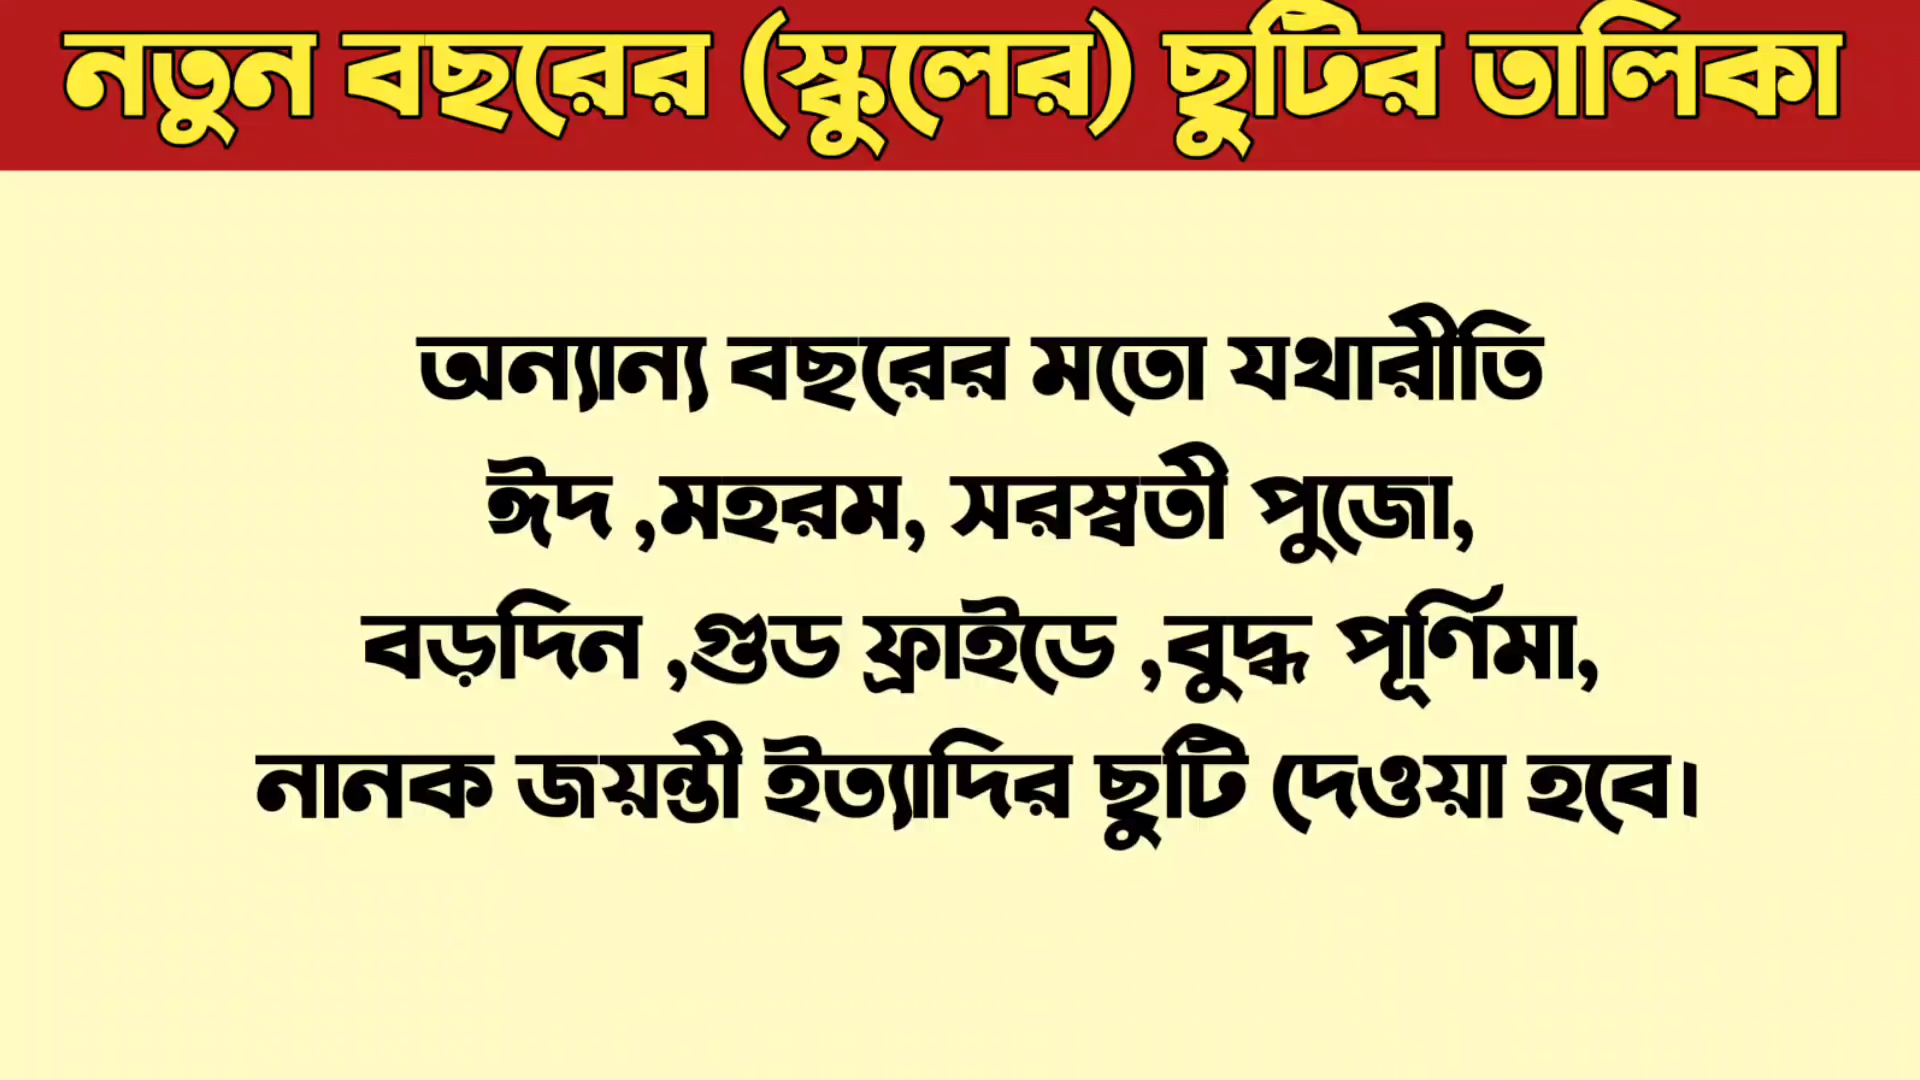 নতুন বছরের (স্কুলের) ছুটির তালিকা
অন্যান্য বছরের মতো যথারীতি
ঈদ ,মহরম, সরস্বতী পুজো,
বড়দিন ,গুড ফ্রাইডে ,বুদ্ধ পূর্ণিমা,
নানক জয়ন্তী ইত্যাদির ছুটি দেওয়া হবে।